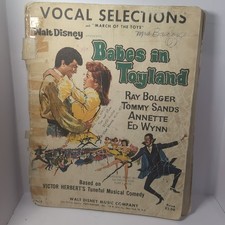 VOCAL SELECTIONS
AND "MARCH OF THE TOYS"
Walt Disney
Babes in
Toyland
RAY BOLGER
TOMMY SANDS
ANNETTE
ED WYNN
Based on
VICTOR HERBERT'S Tuneful Musical Comedy
WALT DISNEY MUSIC COMPANY